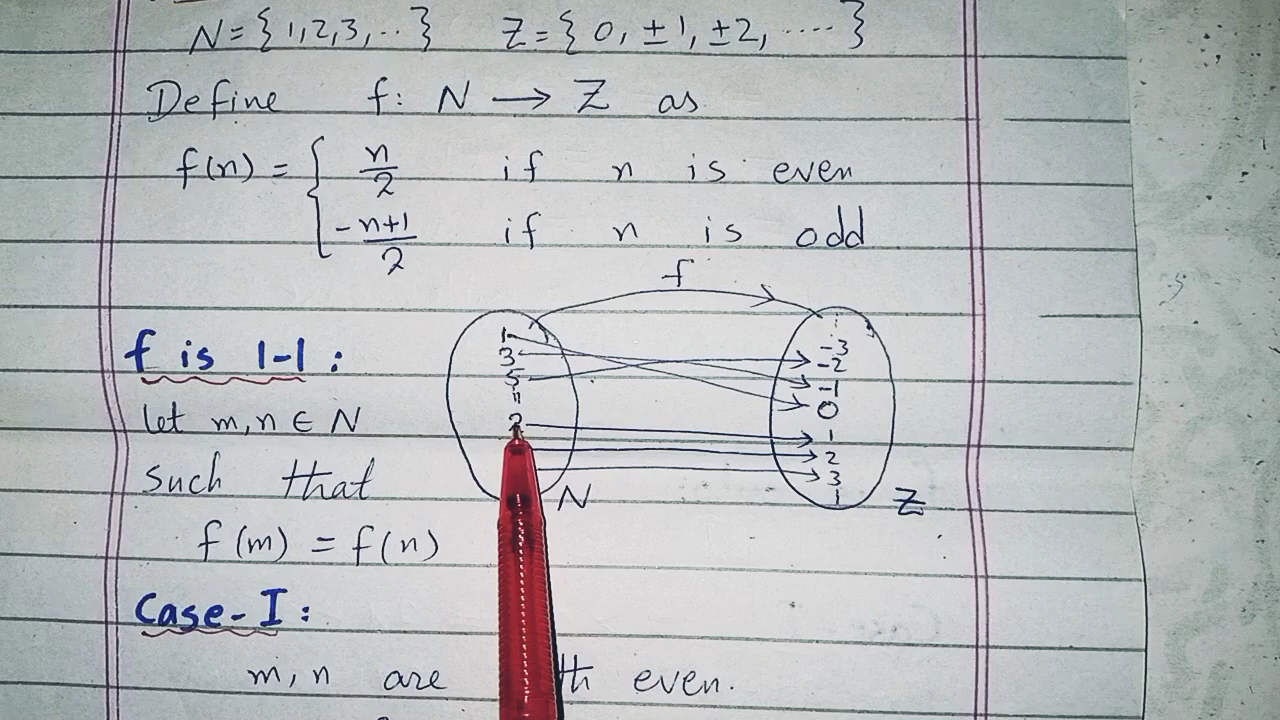 N = {1,2,3,..} Z = {0, ±1, ±2, .....}
Define f: N → Z as
f(n) = { n/2 if n is even
-n+1/2 if n is odd
f
f is 1-1 :
let m,n ∈ N
such that
f(m) = f(n)
1
3
5
2
N
-3
-2
-1
0
1
2
3
Z
Case-I :
m, n are th even.